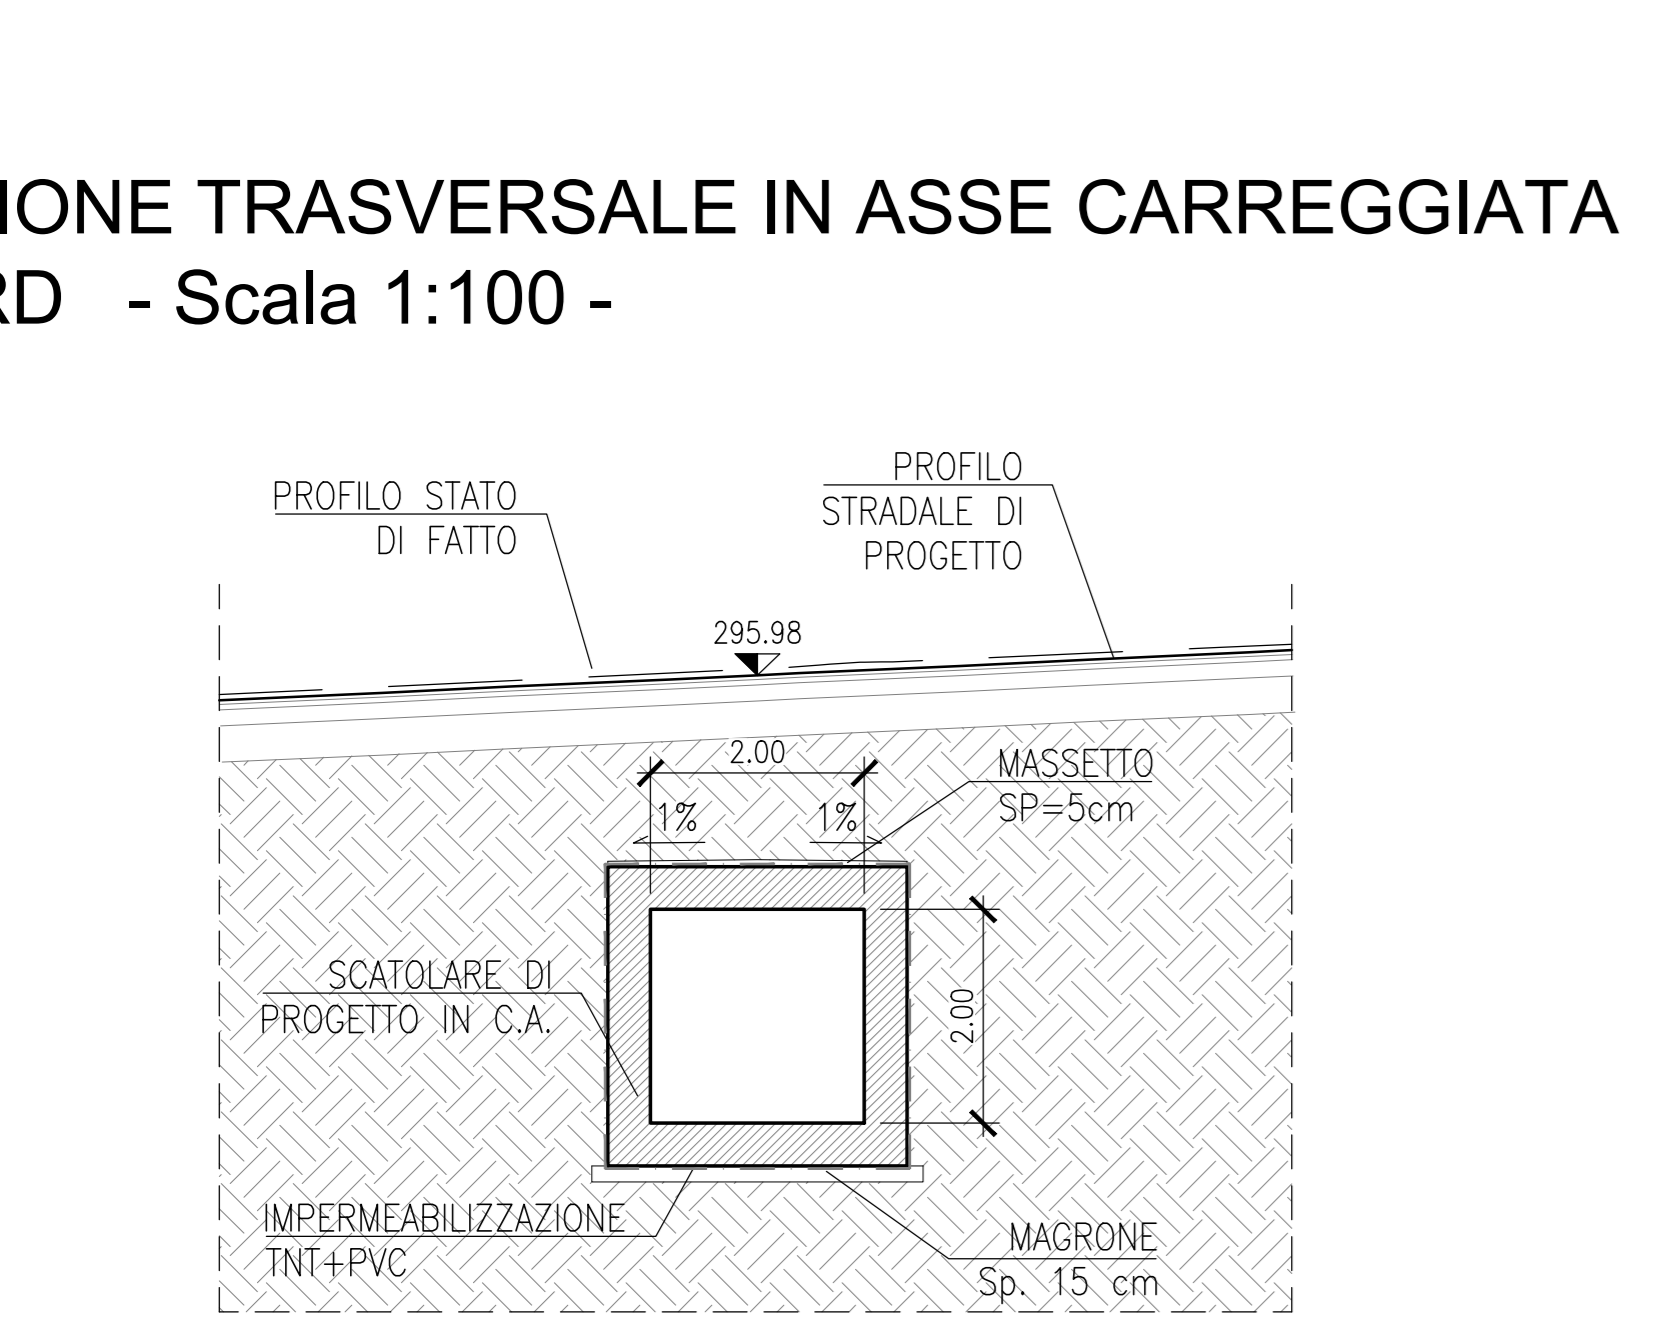 IONE TRASVERSALE IN ASSE CARREGGIATA
RD - Scala 1:100 -
PROFILO STATO
DI FATTO
PROFILO
STRADALE DI
PROGETTO
295.98
2.00
MASSETTO
SP=5cm
1%
1%
SCATOLARE DI
PROGETTO IN C.A.
2.00
IMPERMEABILIZZAZIONE
TNT+PVC
MAGRONE
Sp. 15 cm